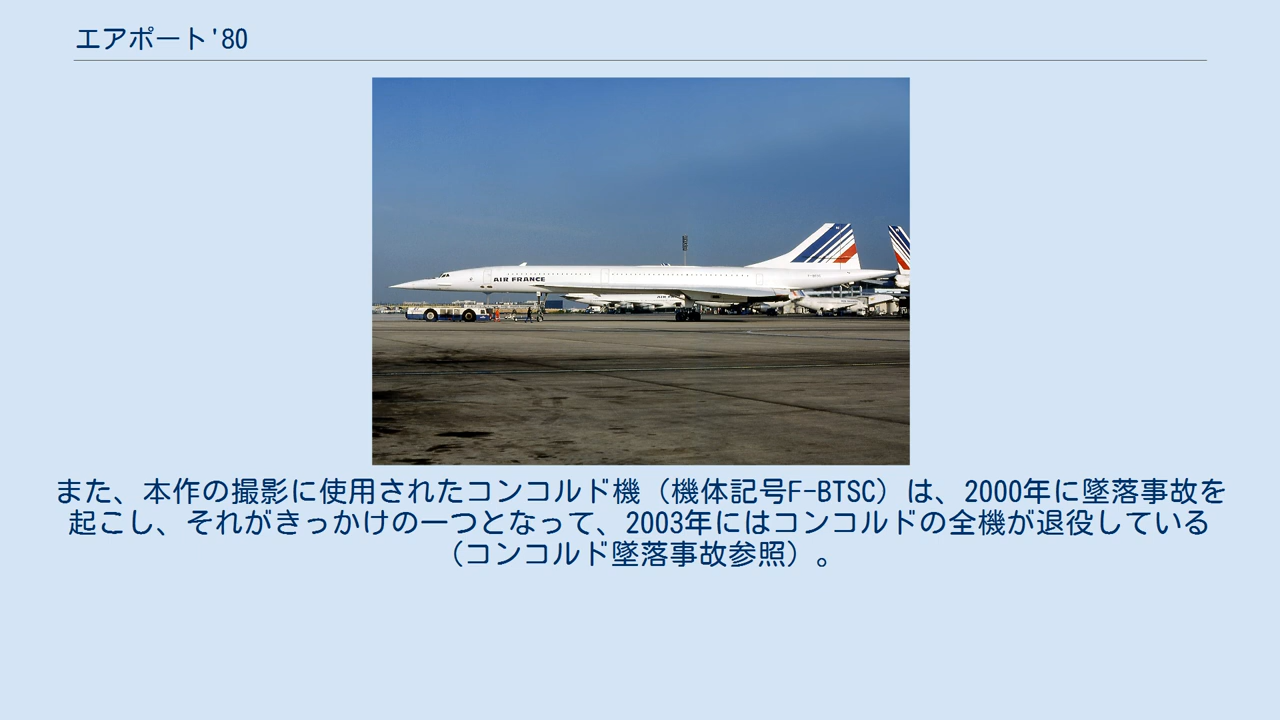 エアポート'80
AIR FRANCE
また、本作の撮影に使用されたコンコルド機（機体記号F-BTSC）は、2000年に墜落事故を
起こし、それがきっかけの一つとなって、2003年にはコンコルドの全機が退役している
（コンコルド墜落事故参照）。